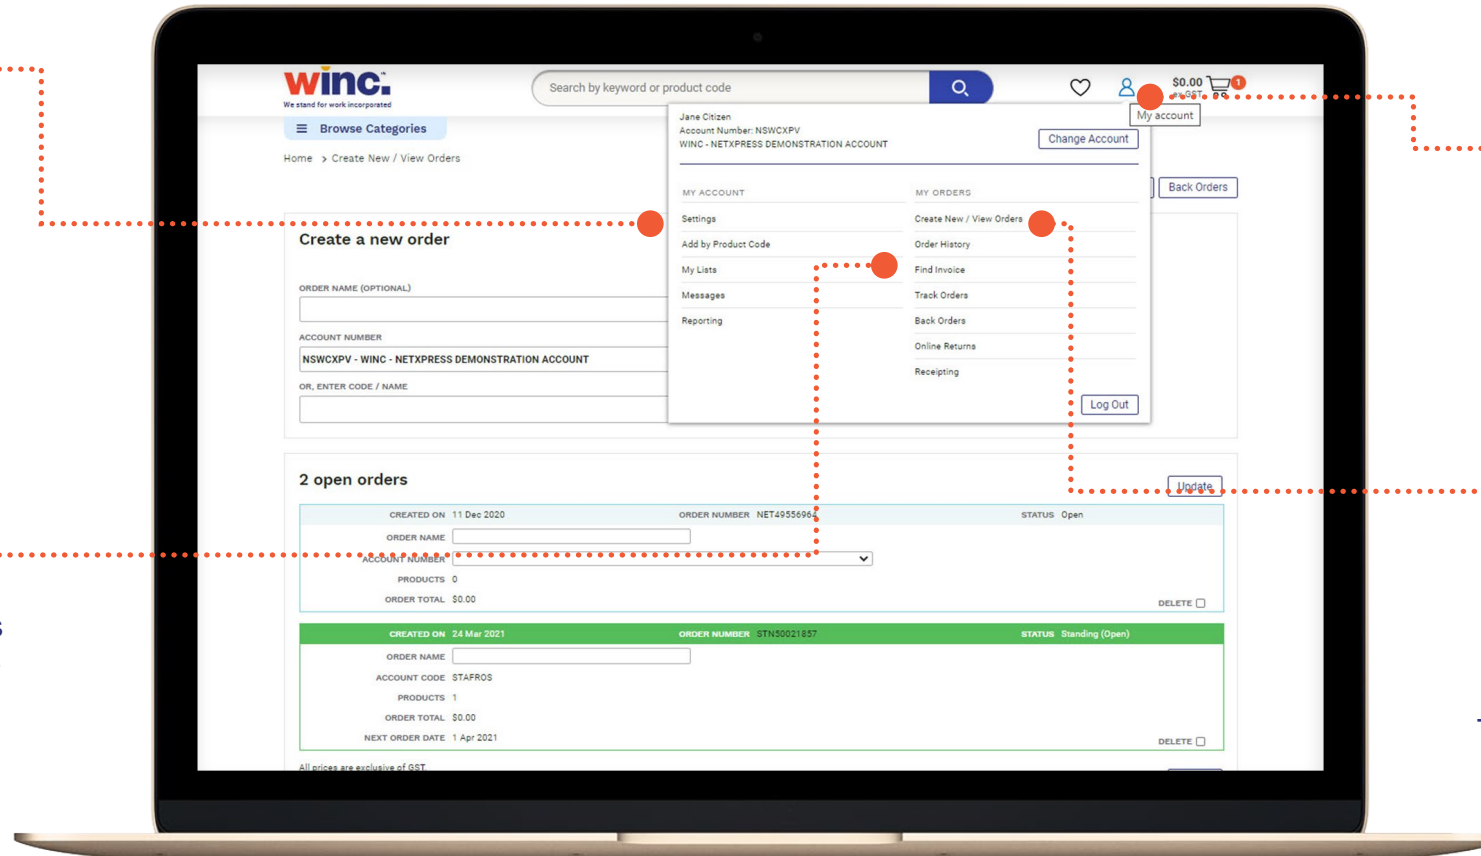 winc.
We stand for work incorporated
Search by keyword or product code
$0.00
ex GST
1
My account
Browse Categories
Home > Create New / View Orders
Jane Citizen
Account Number: NSWCXPV
WINC - NETXPRESS DEMONSTRATION ACCOUNT
Change Account
Back Orders
MY ACCOUNT
Settings
Add by Product Code
My Lists
Messages
Reporting
MY ORDERS
Create New / View Orders
Order History
Find Invoice
Track Orders
Back Orders
Online Returns
Receipting
Log Out
Create a new order
ORDER NAME (OPTIONAL)
ACCOUNT NUMBER
NSWCXPV - WINC - NETXPRESS DEMONSTRATION ACCOUNT
OR, ENTER CODE / NAME
2 open orders
Update
CREATED ON 11 Dec 2020 ORDER NUMBER NET49556964 STATUS Open
ORDER NAME
ACCOUNT NUMBER
PRODUCTS 0
ORDER TOTAL $0.00
DELETE
CREATED ON 24 Mar 2021 ORDER NUMBER STN50021857 STATUS Standing (Open)
ORDER NAME
ACCOUNT CODE STAFROS
PRODUCTS 1
ORDER TOTAL $0.00
NEXT ORDER DATE 1 Apr 2021
DELETE
All prices are exclusive of GST.